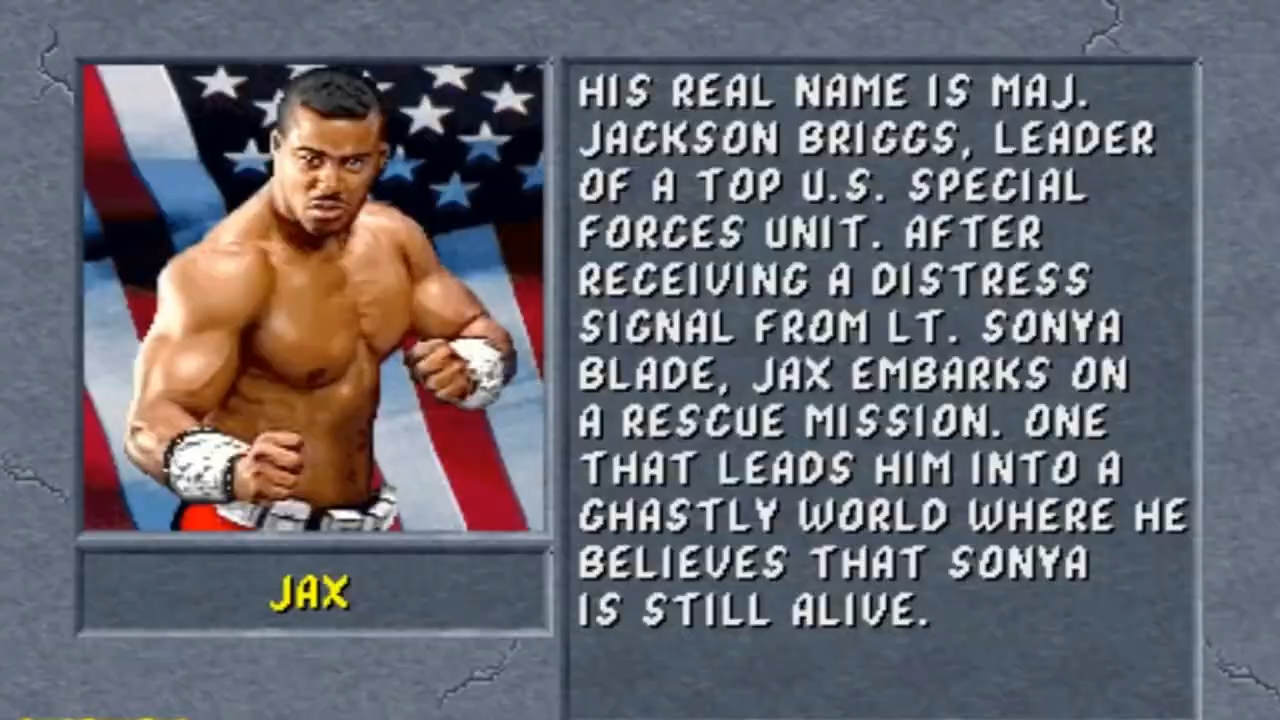 HIS REAL NAME IS MAJ.
JACKSON BRIGGS, LEADER
OF A TOP U.S. SPECIAL
FORCES UNIT. AFTER
RECEIVING A DISTRESS
SIGNAL FROM LT. SONYA
BLADE, JAX EMBARKS ON
A RESCUE MISSION. ONE
THAT LEADS HIM INTO A
GHASTLY WORLD WHERE HE
BELIEVES THAT SONYA
IS STILL ALIVE.
JAX